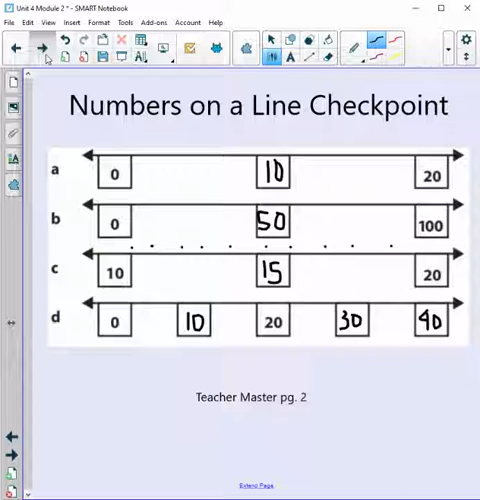 Unit 4 Module 2 * - SMART Notebook
File Edit View Insert Format Tools Add-ons Account Help
Numbers on a Line Checkpoint
a 0 10 20
b 0 50 100
c 10 15 20
d 0 10 20 30 40
Teacher Master pg. 2
Extend Page